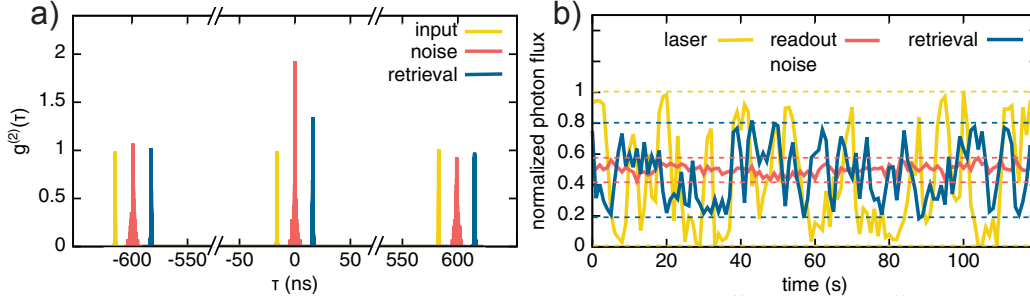 a)
input
noise
retrieval
g(2)(τ)
2
1.5
1
0.5
0
-600 -550 -50 0 50 550 600
τ (ns)
b)
laser readout retrieval
noise
normalized photon flux
1
0.8
0.6
0.4
0.2
0 20 40 60 80 100
time (s)